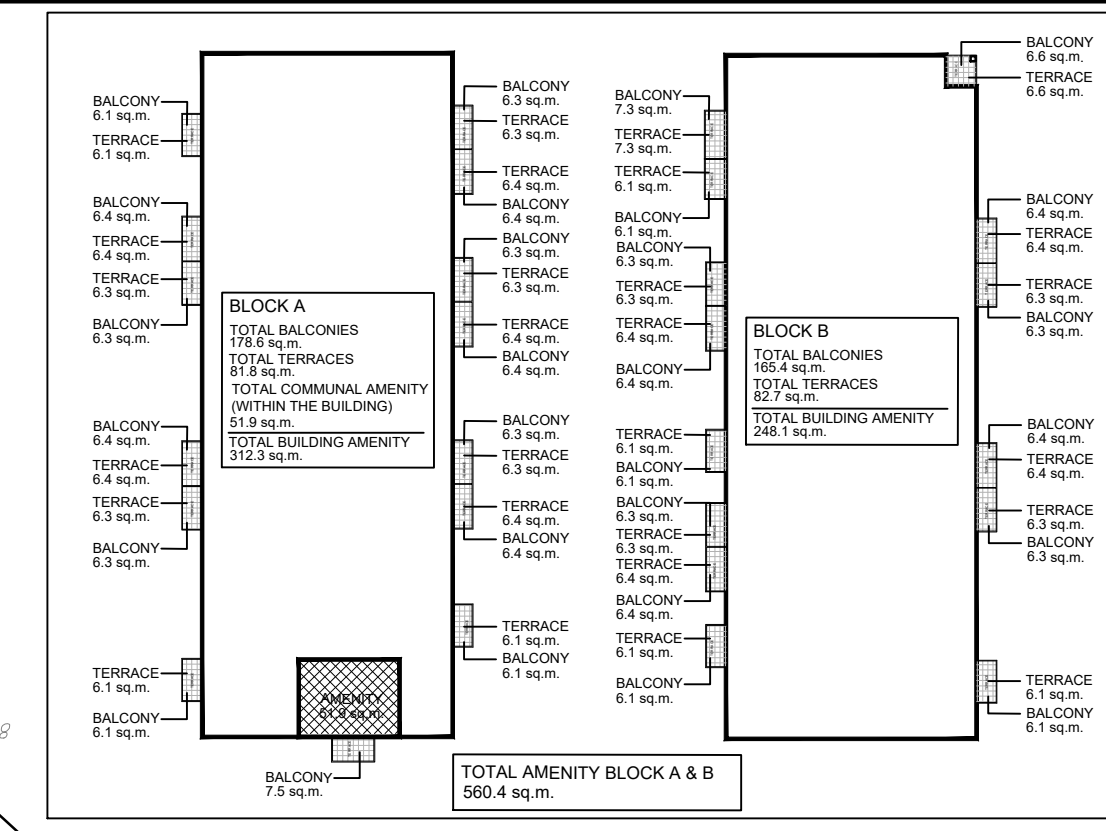 BALCONY
6.1 sq.m.
TERRACE
6.1 sq.m.
BALCONY
6.4 sq.m.
TERRACE
6.4 sq.m.
TERRACE
6.3 sq.m.
BALCONY
6.3 sq.m.
BALCONY
6.4 sq.m.
TERRACE
6.4 sq.m.
TERRACE
6.3 sq.m.
BALCONY
6.3 sq.m.
TERRACE
6.1 sq.m.
BALCONY
6.1 sq.m.
8
BLOCK A
TOTAL BALCONIES
178.6 sq.m.
TOTAL TERRACES
81.8 sq.m.
TOTAL COMMUNAL AMENITY
(WITHIN THE BUILDING)
51.9 sq.m.
TOTAL BUILDING AMENITY
312.3 sq.m.
AMENITY
51.9 sq.m.
BALCONY
7.5 sq.m.
BALCONY
6.3 sq.m.
TERRACE
6.3 sq.m.
TERRACE
6.4 sq.m.
BALCONY
6.4 sq.m.
BALCONY
6.3 sq.m.
TERRACE
6.3 sq.m.
TERRACE
6.4 sq.m.
BALCONY
6.4 sq.m.
BALCONY
6.3 sq.m.
TERRACE
6.3 sq.m.
TERRACE
6.4 sq.m.
BALCONY
6.4 sq.m.
TERRACE
6.1 sq.m.
BALCONY
6.1 sq.m.
BALCONY
7.3 sq.m.
TERRACE
7.3 sq.m.
TERRACE
6.1 sq.m.
BALCONY
6.1 sq.m.
BALCONY
6.3 sq.m.
TERRACE
6.3 sq.m.
TERRACE
6.4 sq.m.
BALCONY
6.4 sq.m.
TERRACE
6.1 sq.m.
BALCONY
6.1 sq.m.
BALCONY
6.3 sq.m.
TERRACE
6.3 sq.m.
TERRACE
6.4 sq.m.
BALCONY
6.4 sq.m.
TERRACE
6.1 sq.m.
BALCONY
6.1 sq.m.
BLOCK B
TOTAL BALCONIES
165.4 sq.m.
TOTAL TERRACES
82.7 sq.m.
TOTAL BUILDING AMENITY
248.1 sq.m.
BALCONY
6.6 sq.m.
TERRACE
6.6 sq.m.
BALCONY
6.4 sq.m.
TERRACE
6.4 sq.m.
TERRACE
6.3 sq.m.
BALCONY
6.3 sq.m.
BALCONY
6.4 sq.m.
TERRACE
6.4 sq.m.
TERRACE
6.3 sq.m.
BALCONY
6.3 sq.m.
TERRACE
6.1 sq.m.
BALCONY
6.1 sq.m.
TOTAL AMENITY BLOCK A & B
560.4 sq.m.